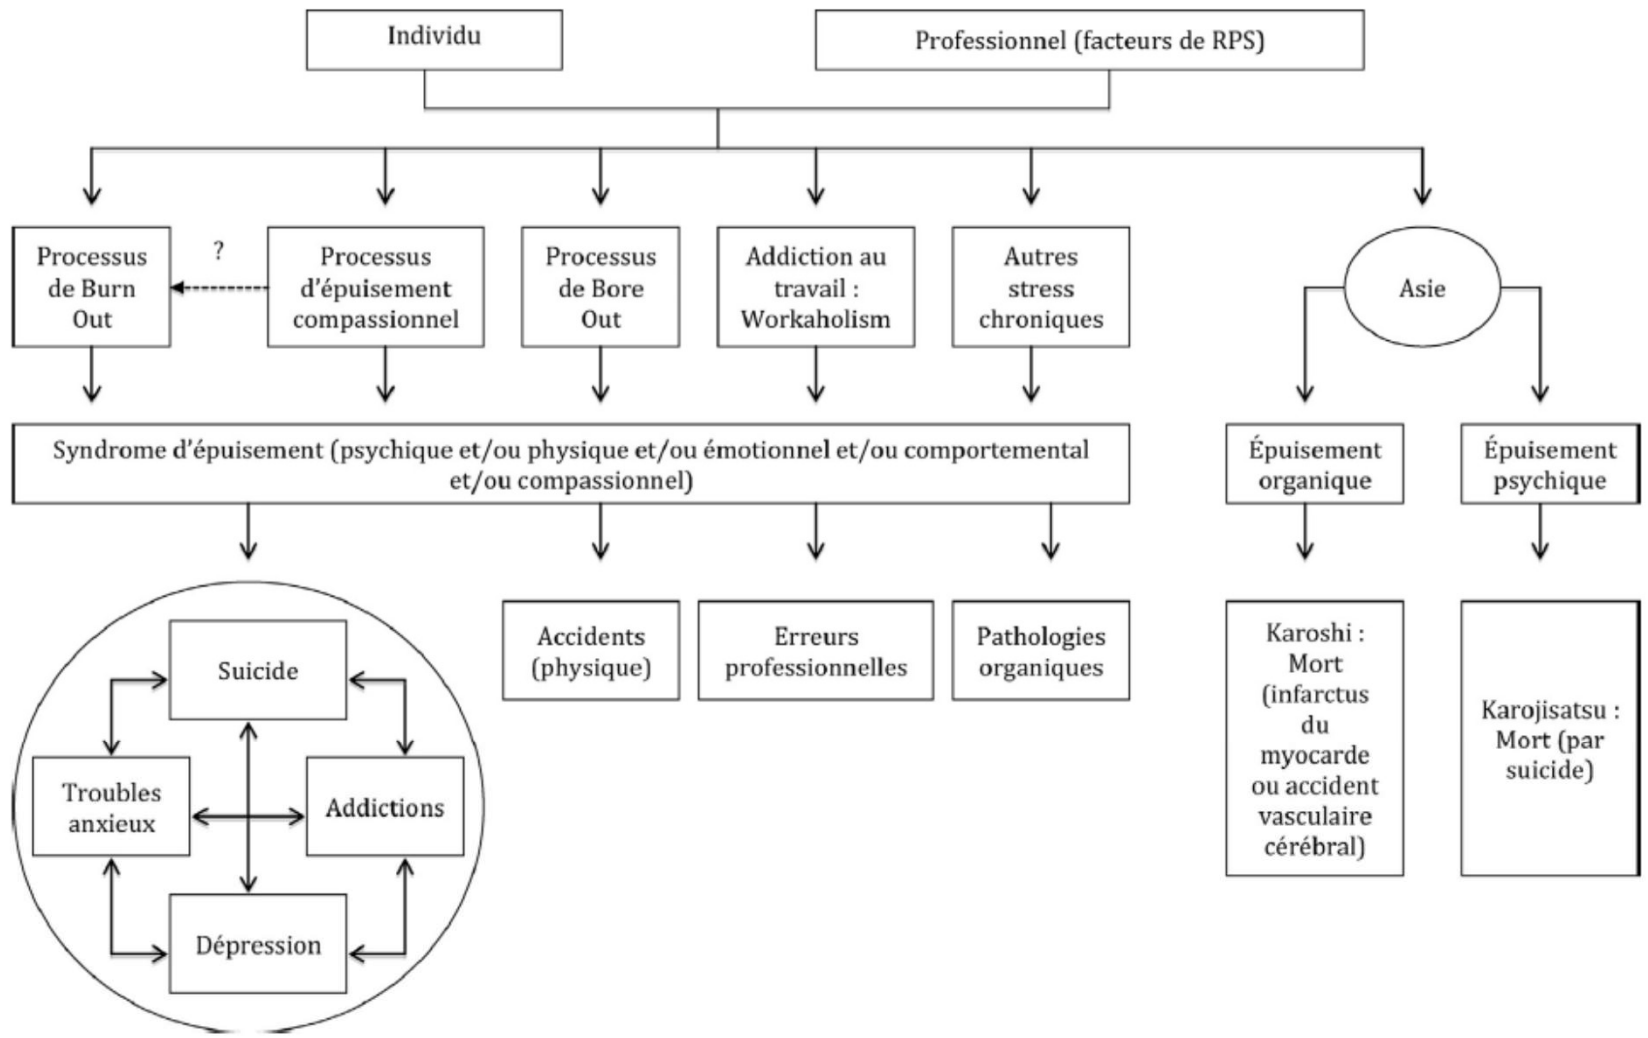 Individu
Professionnel (facteurs de RPS)
Processus
de Burn
Out
?
Processus
d'épuisement
compassionnel
Processus
de Bore
Out
Addiction au
travail :
Workaholism
Autres
stress
chroniques
Asie
Syndrome d'épuisement (psychique et/ou physique et/ou émotionnel et/ou comportemental
et/ou compassionnel)
Épuisement
organique
Épuisement
psychique
Suicide
Troubles
anxieux
Addictions
Dépression
Accidents
(physique)
Erreurs
professionnelles
Pathologies
organiques
Karoshi :
Mort
(infarctus
du
myocarde
ou accident
vasculaire
cérébral)
Karojisatsu :
Mort (par
suicide)